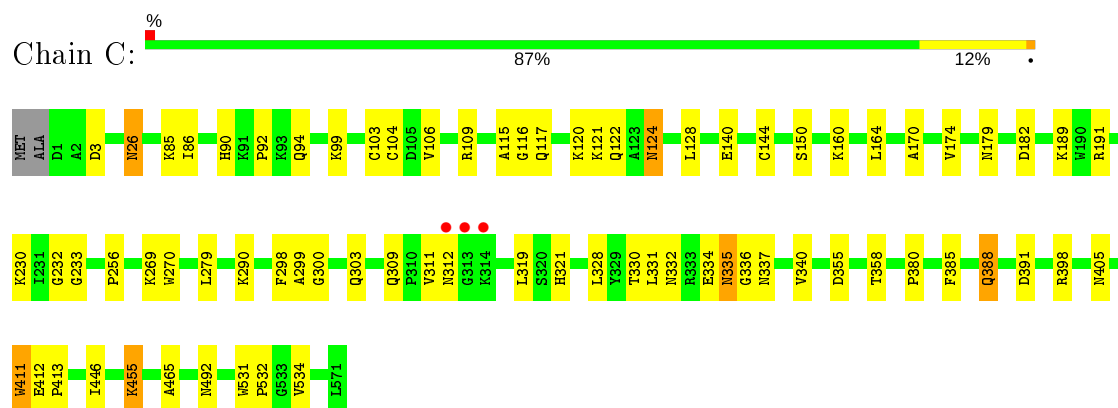 %
Chain C:
87%
12%
•
MET ALA D1 A2 D3 N26 K85 I86 H90 K91 P92 K93 Q94 K99 C103 C104 D105 V106 R109 A115 G116 Q117 K120 K121 Q122 A123 N124 L128 E140 C144 S150 K160 L164 A170 V174 N179 D182 K189 W190 R191
K230 I231 G232 G233 P256 K269 W270 L279 K290 F298 A299 G300 Q303 Q309 P310 V311 N312 G313 K314 L319 S320 H321 L328 Y329 T330 L331 N332 R333 E334 N335 G336 N337 V340 D355 T358 P380 F385 Q388 D391 R398 N405
W411 E412 P413 I446 K455 A465 N492 W531 P532 G533 V534 L571